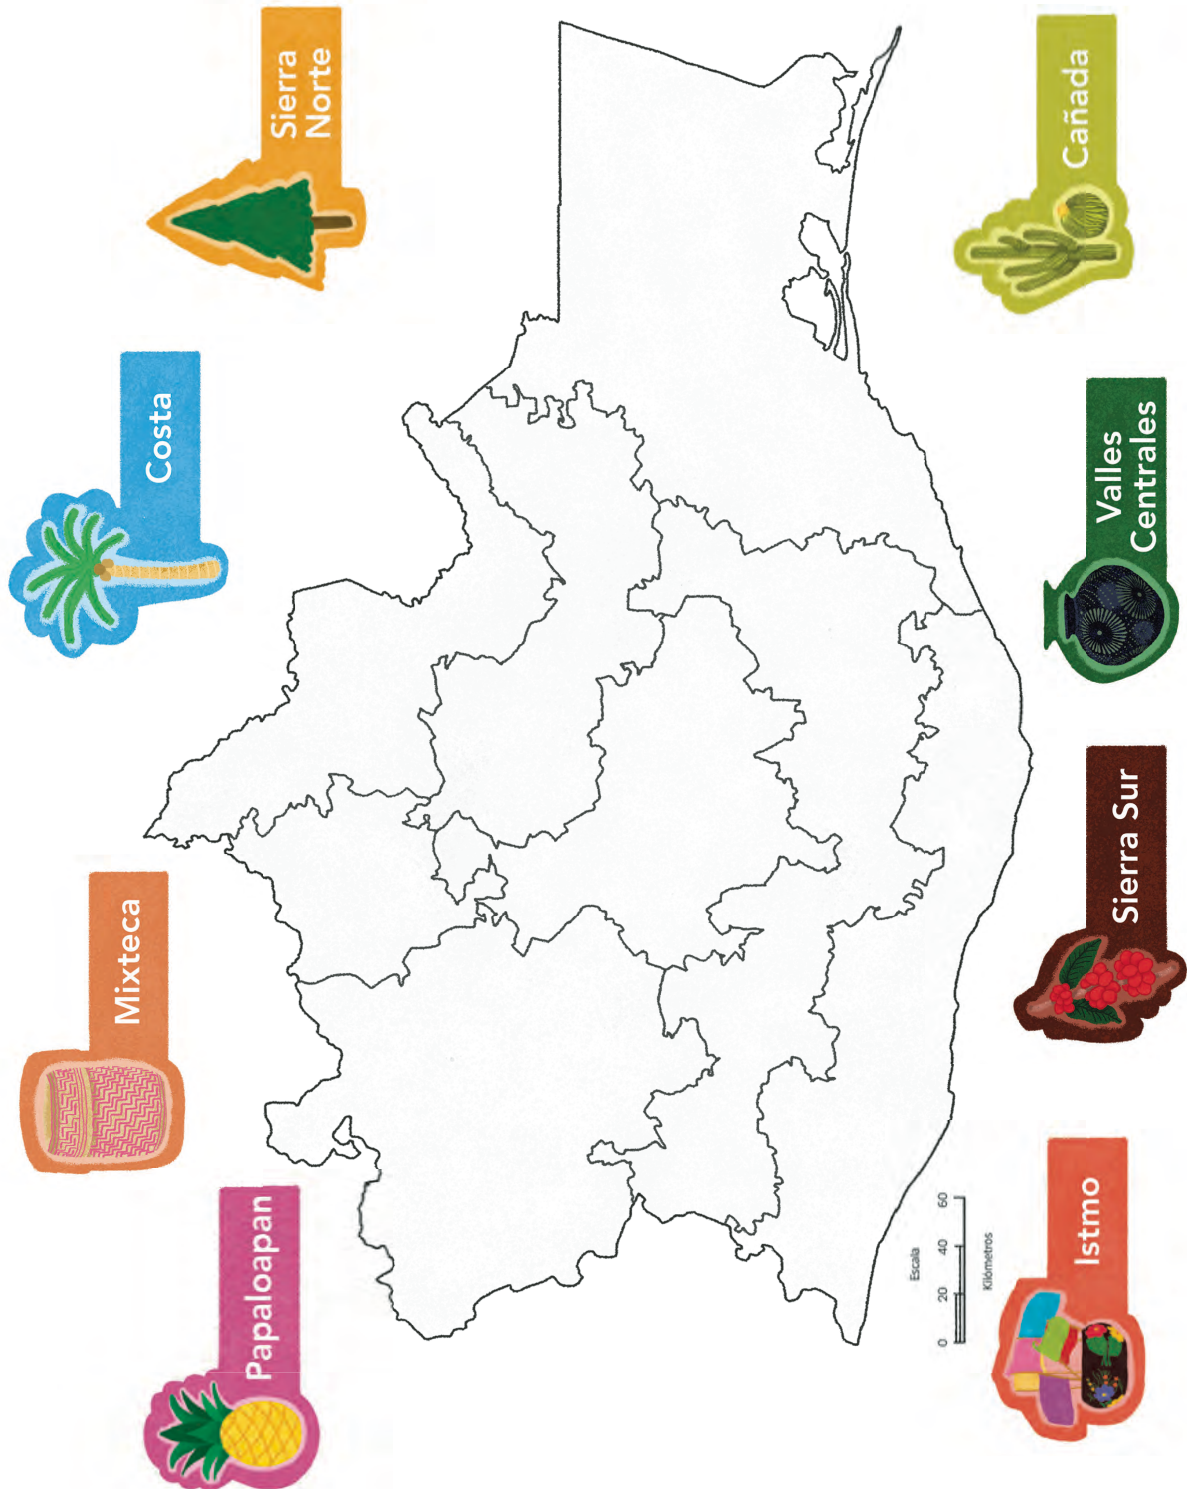 Papaloapan
Mixteca
Costa
Sierra
Norte
Istmo
Sierra Sur
Valles
Centrales
Cañada
Escala
0 20 40 60
Kilómetros